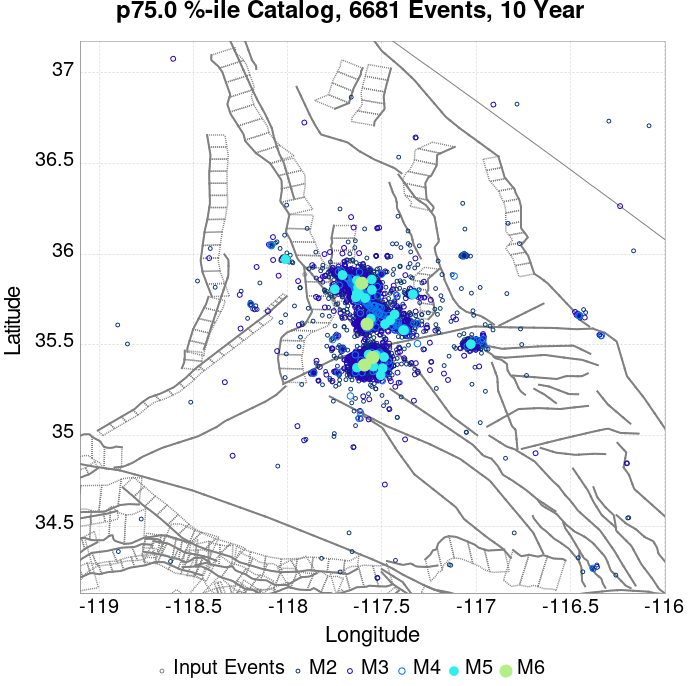 p75.0 %-ile Catalog, 6681 Events, 10 Year
37
36.5
36
35.5
35
34.5
Latitude
-119 -118.5 -118 -117.5 -117 -116.5 -116
Longitude
Input Events M2 M3 M4 M5 M6